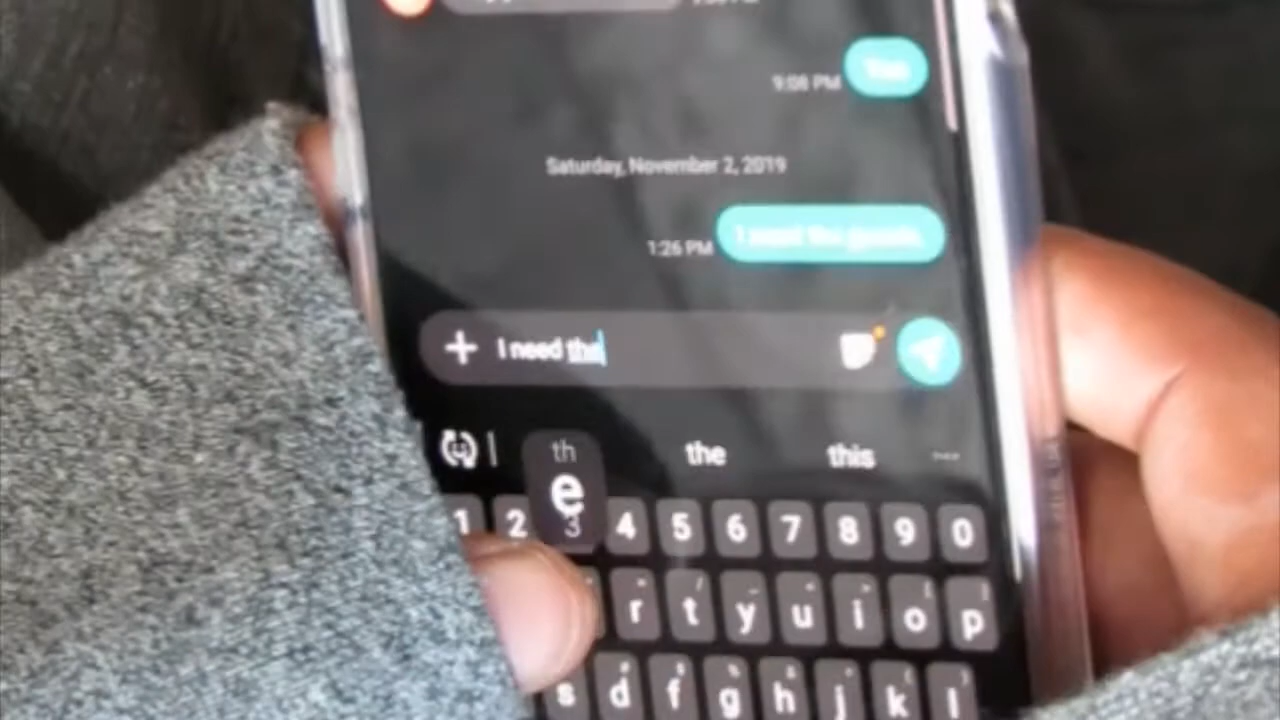 9:08 PM
Saturday, November 2, 2019
1:26 PM
I need the
th the this
e
1 2 3 4 5 6 7 8 9 0
r t y u i o p
s d f g h j k l